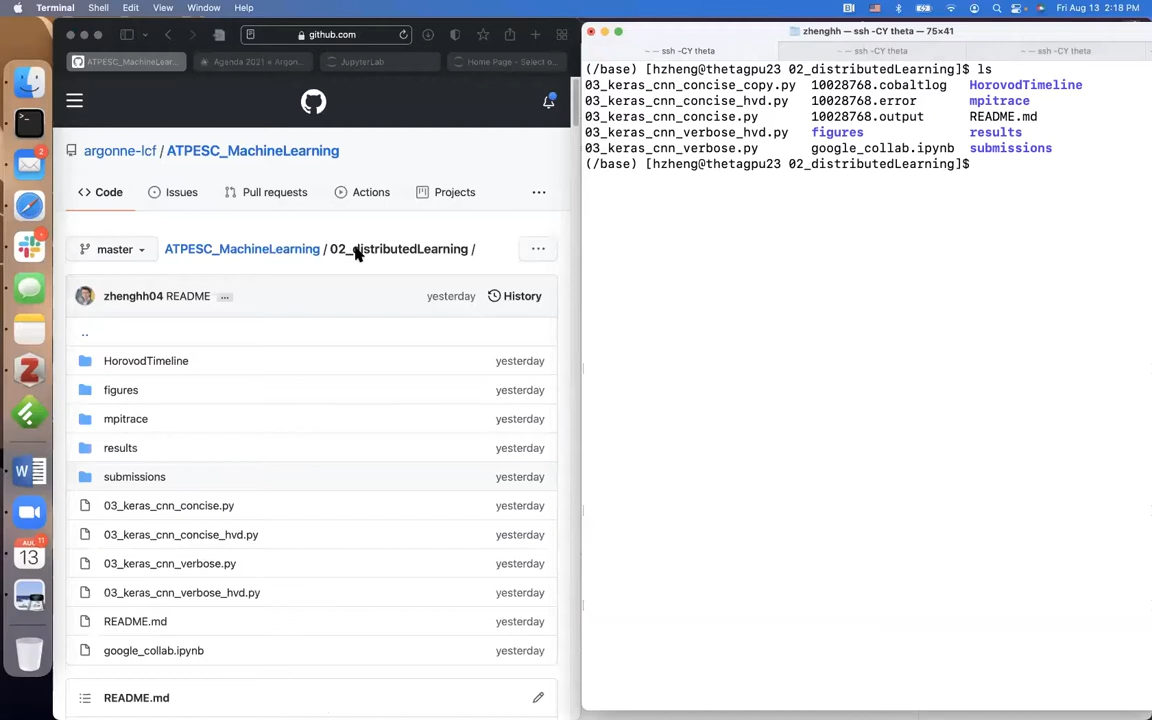 Terminal Shell Edit View Window Help
Fri Aug 13 2:18 PM
github.com
ATPESC_MachineLear...
Agenda 2021 « Argon...
JupyterLab
Home Page - Select o...
argonne-lcf / ATPESC_MachineLearning
<> Code Issues Pull requests Actions Projects ...
master ATPESC_MachineLearning / 02_distributedLearning / ...
zhenghh04 README ... yesterday History
..
HorovodTimeline yesterday
figures yesterday
mpitrace yesterday
results yesterday
submissions yesterday
03_keras_cnn_concise.py yesterday
03_keras_cnn_concise_hvd.py yesterday
03_keras_cnn_verbose.py yesterday
03_keras_cnn_verbose_hvd.py yesterday
README.md yesterday
google_collab.ipynb yesterday
README.md
2
W
AUG 11
13
zhenghh — ssh -CY theta — 75×41
~ — ssh -CY theta
~ — ssh -CY theta
~ — ssh -CY theta
(/base) [hzheng@thetagpu23 02_distributedLearning]$ ls
03_keras_cnn_concise_copy.py 10028768.cobaltlog HorovodTimeline
03_keras_cnn_concise_hvd.py 10028768.error mpitrace
03_keras_cnn_concise.py 10028768.output README.md
03_keras_cnn_verbose_hvd.py figures results
03_keras_cnn_verbose.py google_collab.ipynb submissions
(/base) [hzheng@thetagpu23 02_distributedLearning]$